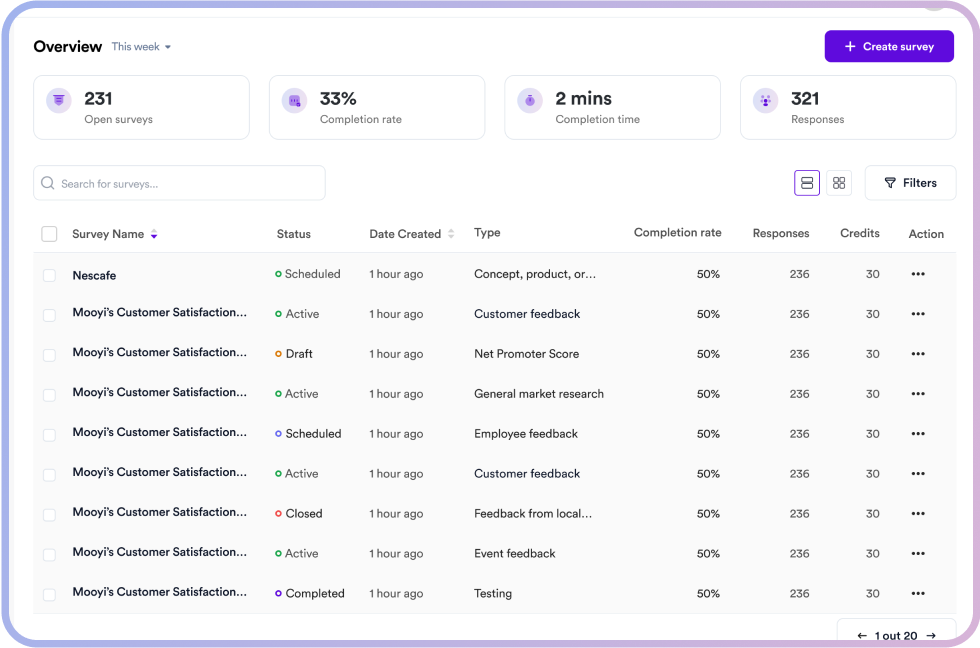 Overview This week
Create survey
231
Open surveys
33%
Completion rate
2 mins
Completion time
321
Responses
Search for surveys...
Filters
Survey Name Status Date Created Type Completion rate Responses Credits Action
Nescafe Scheduled 1 hour ago Concept, product, or... 50% 236 30
Mooyi’s Customer Satisfaction... Active 1 hour ago Customer feedback 50% 236 30
Mooyi’s Customer Satisfaction... Draft 1 hour ago Net Promoter Score 50% 236 30
Mooyi’s Customer Satisfaction... Active 1 hour ago General market research 50% 236 30
Mooyi’s Customer Satisfaction... Scheduled 1 hour ago Employee feedback 50% 236 30
Mooyi’s Customer Satisfaction... Active 1 hour ago Customer feedback 50% 236 30
Mooyi’s Customer Satisfaction... Closed 1 hour ago Feedback from local... 50% 236 30
Mooyi’s Customer Satisfaction... Active 1 hour ago Event feedback 50% 236 30
Mooyi’s Customer Satisfaction... Completed 1 hour ago Testing 50% 236 30
← 1 out 20 →